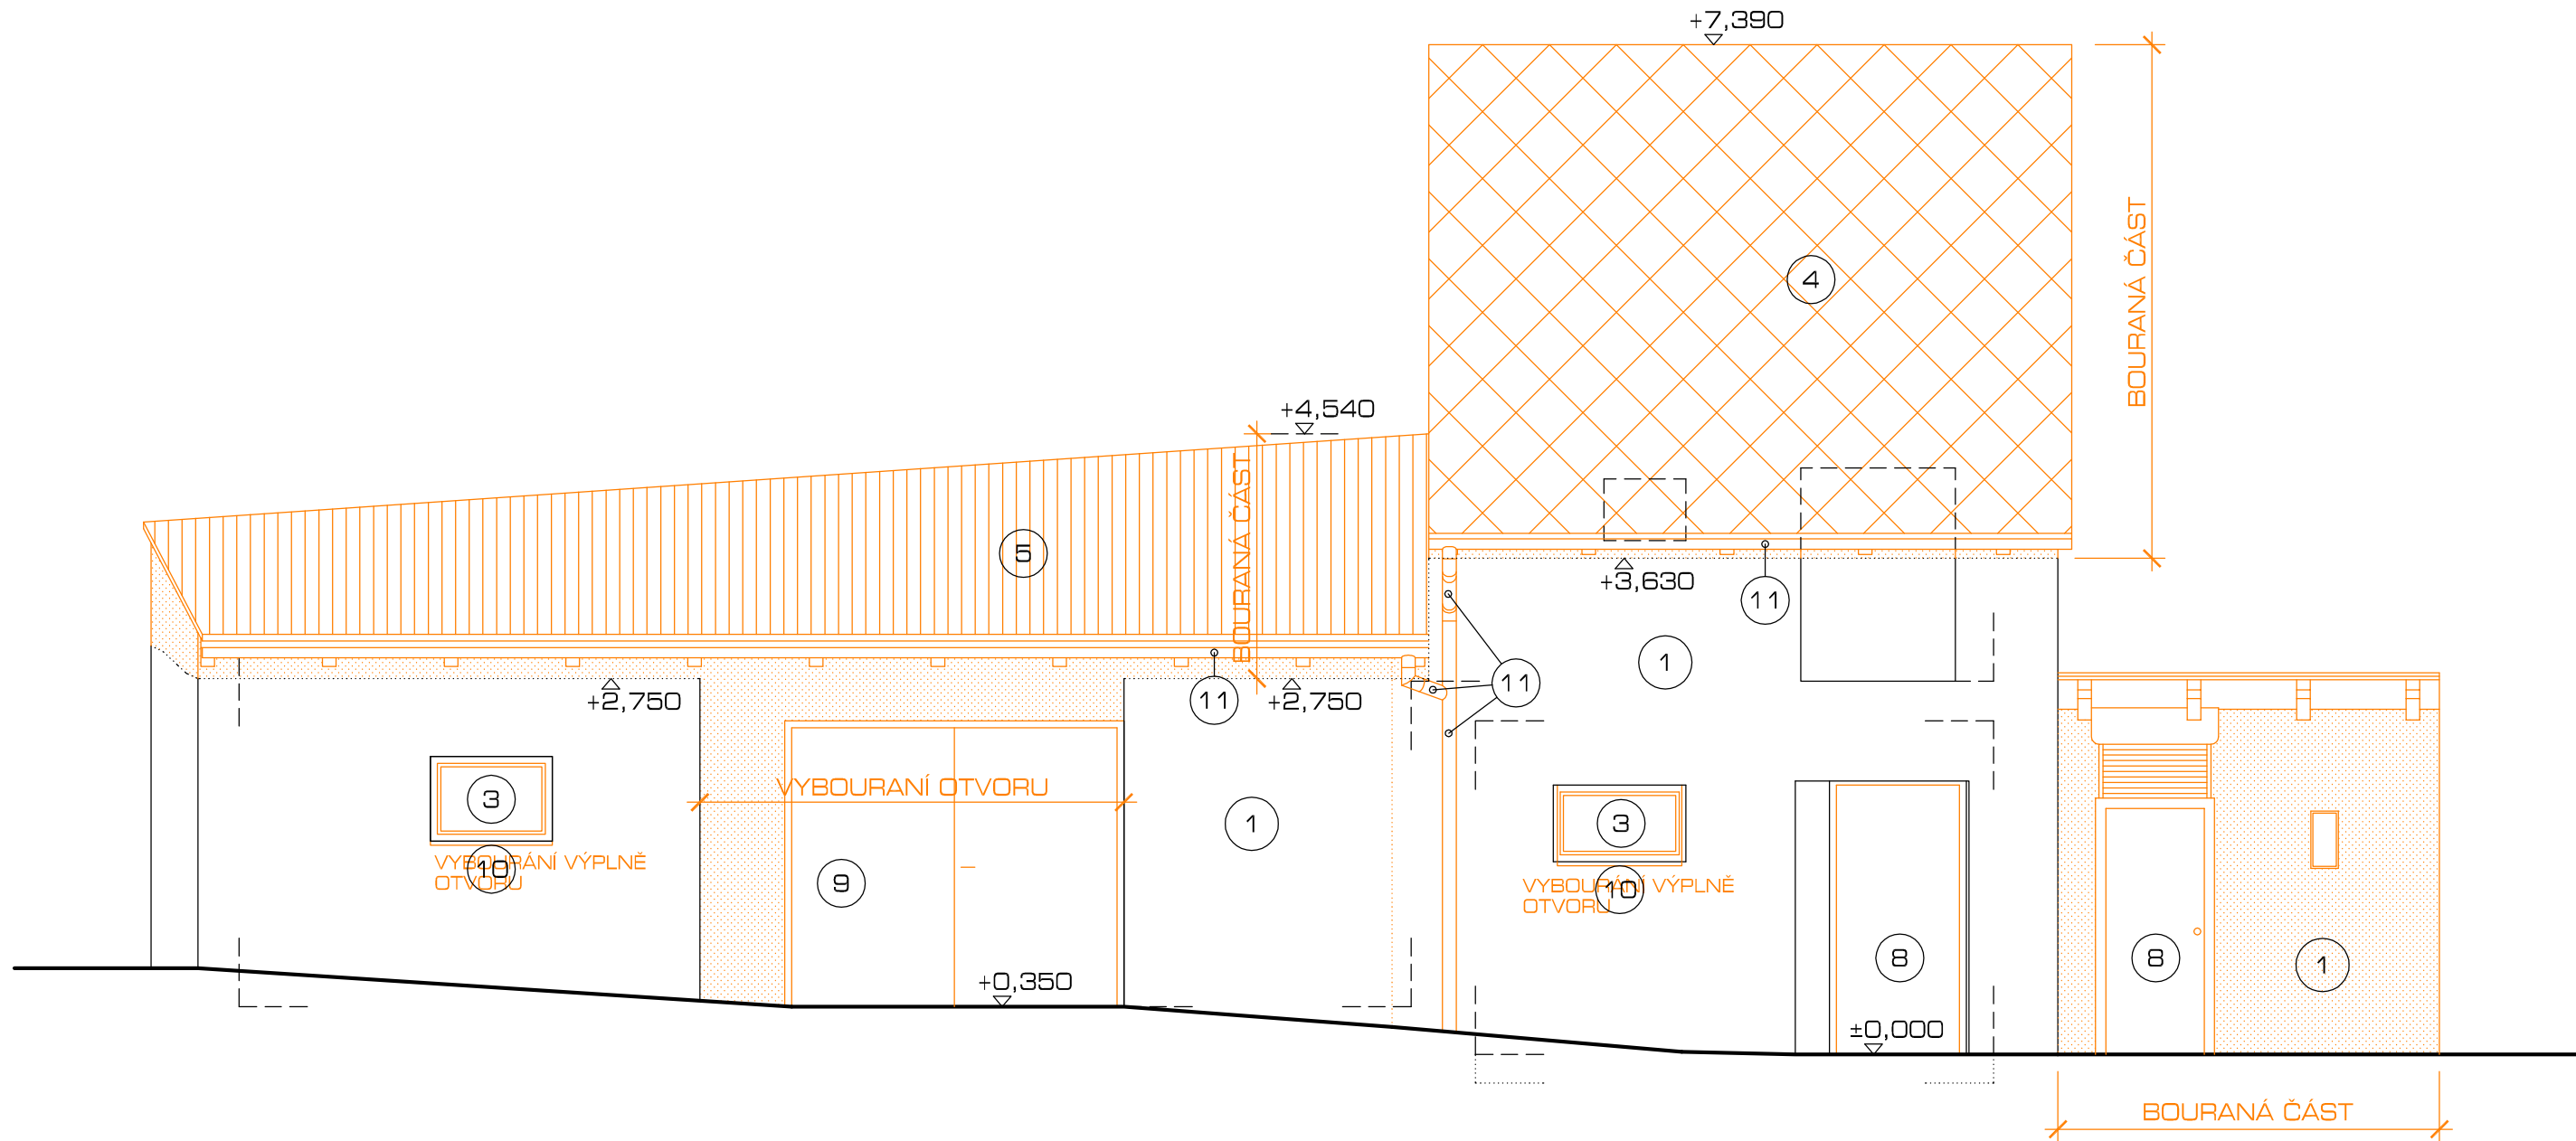 +7,390
BOURANÁ ČÁST
4
+4,540
BOURANÁ ČÁST
5
+3,630
11
1
11
11
+2,750
+2,750
VYBOURANÍ OTVORU
3
10
VYBOURÁNÍ VÝPLNĚ
OTVORU
9
1
3
10
VYBOURÁNÍ VÝPLNĚ
OTVORU
8
8
1
+0,350
±0,000
BOURANÁ ČÁST